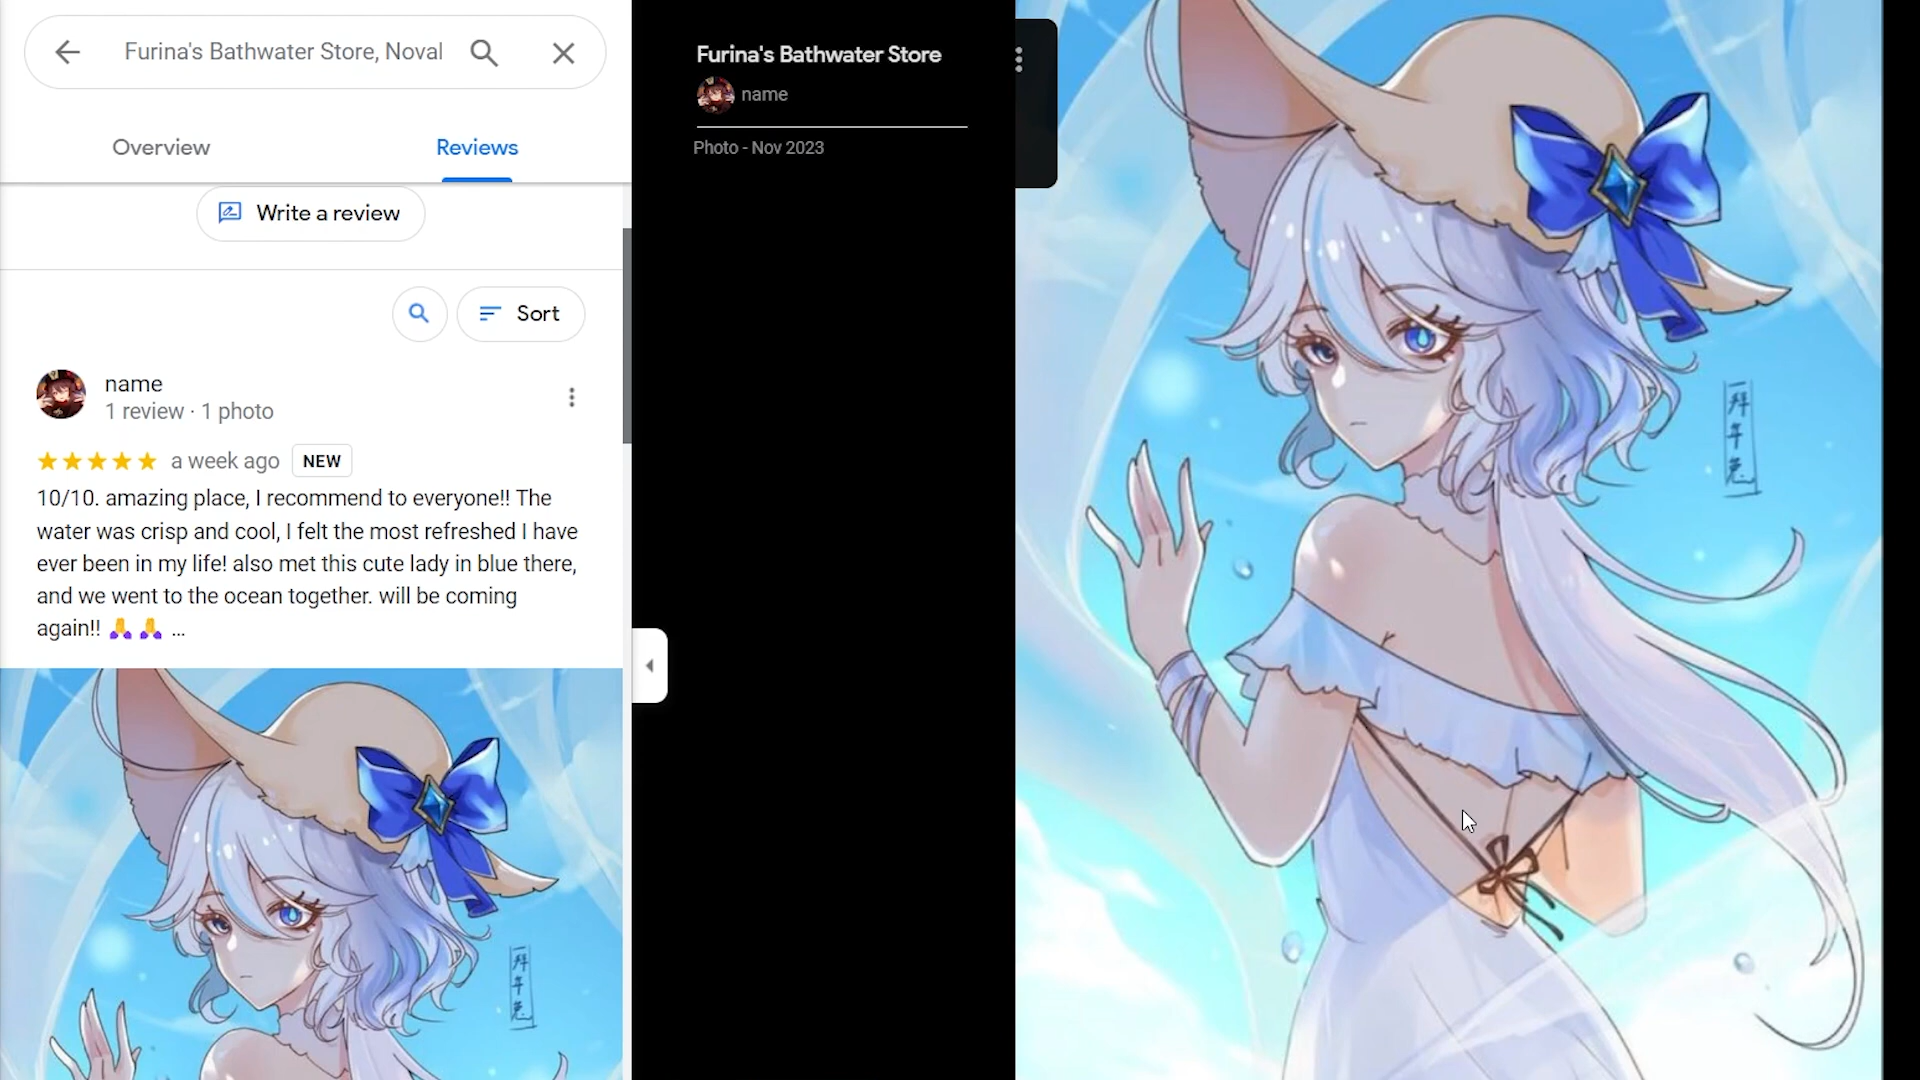 Furina's Bathwater Store, Noval
Overview
Reviews
Write a review
Sort
name
1 review · 1 photo
a week ago
NEW
10/10. amazing place, I recommend to everyone!! The
water was crisp and cool, I felt the most refreshed I have
ever been in my life! also met this cute lady in blue there,
and we went to the ocean together. will be coming
again!! 🙏 🙏 ...
Furina's Bathwater Store
name
Photo - Nov 2023